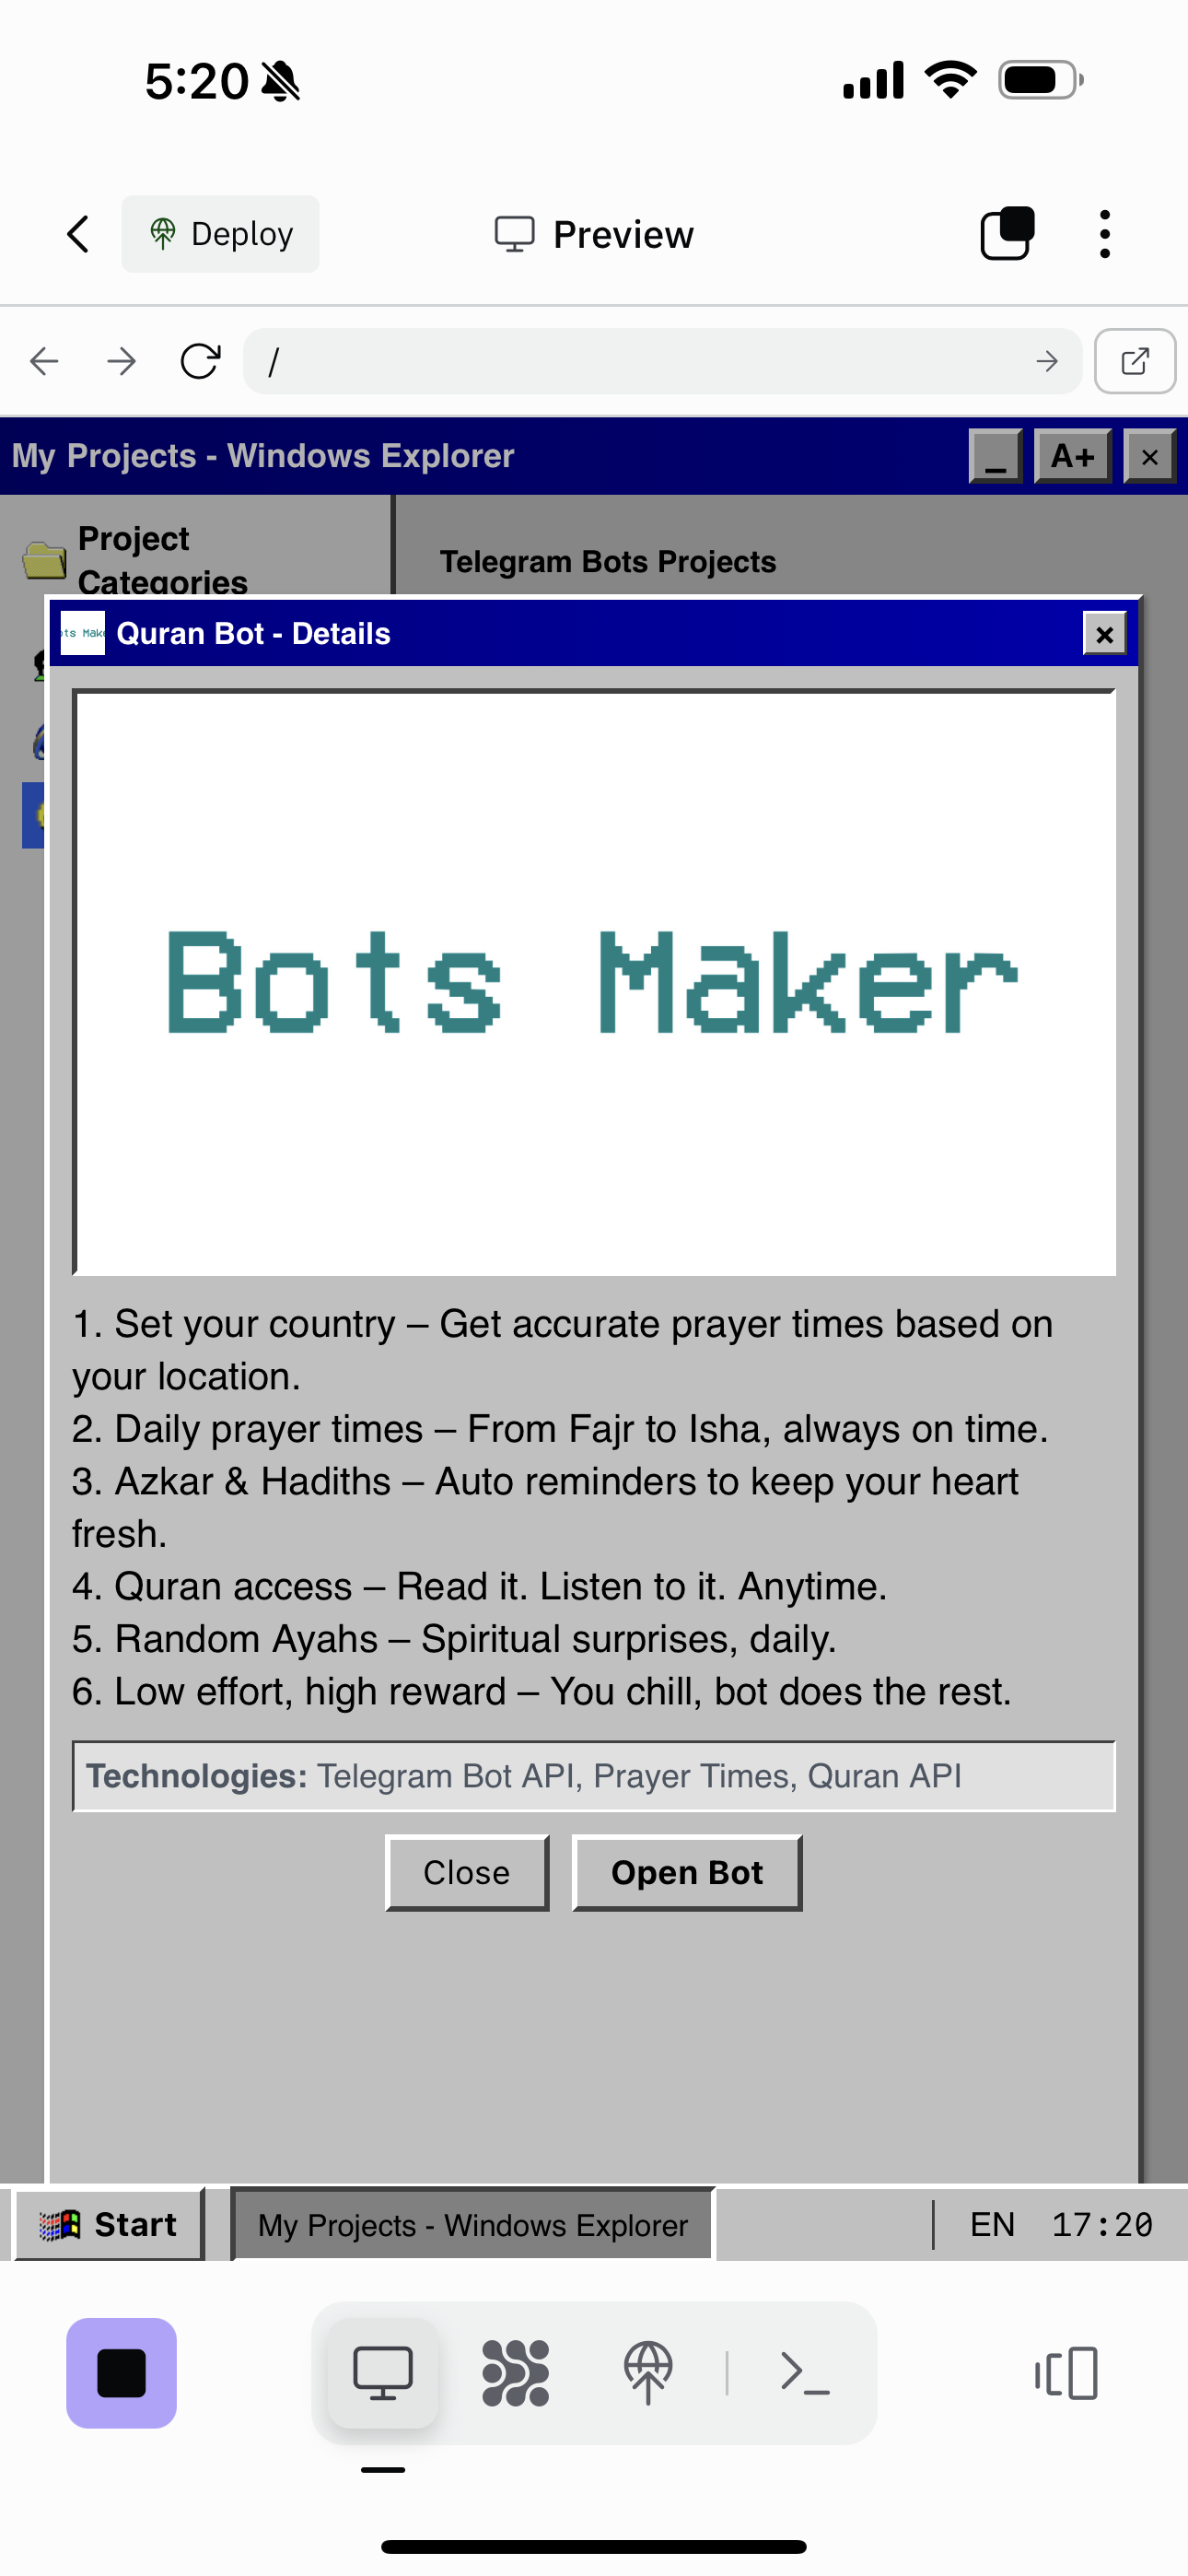 5:20
Deploy
Preview
/
My Projects - Windows Explorer
A+
Project
Categories
Telegram Bots Projects
Quran Bot - Details
Bots Maker
1. Set your country – Get accurate prayer times based on
your location.
2. Daily prayer times – From Fajr to Isha, always on time.
3. Azkar & Hadiths – Auto reminders to keep your heart
fresh.
4. Quran access – Read it. Listen to it. Anytime.
5. Random Ayahs – Spiritual surprises, daily.
6. Low effort, high reward – You chill, bot does the rest.
Technologies: Telegram Bot API, Prayer Times, Quran API
Close
Open Bot
Start
My Projects - Windows Explorer
EN 17:20